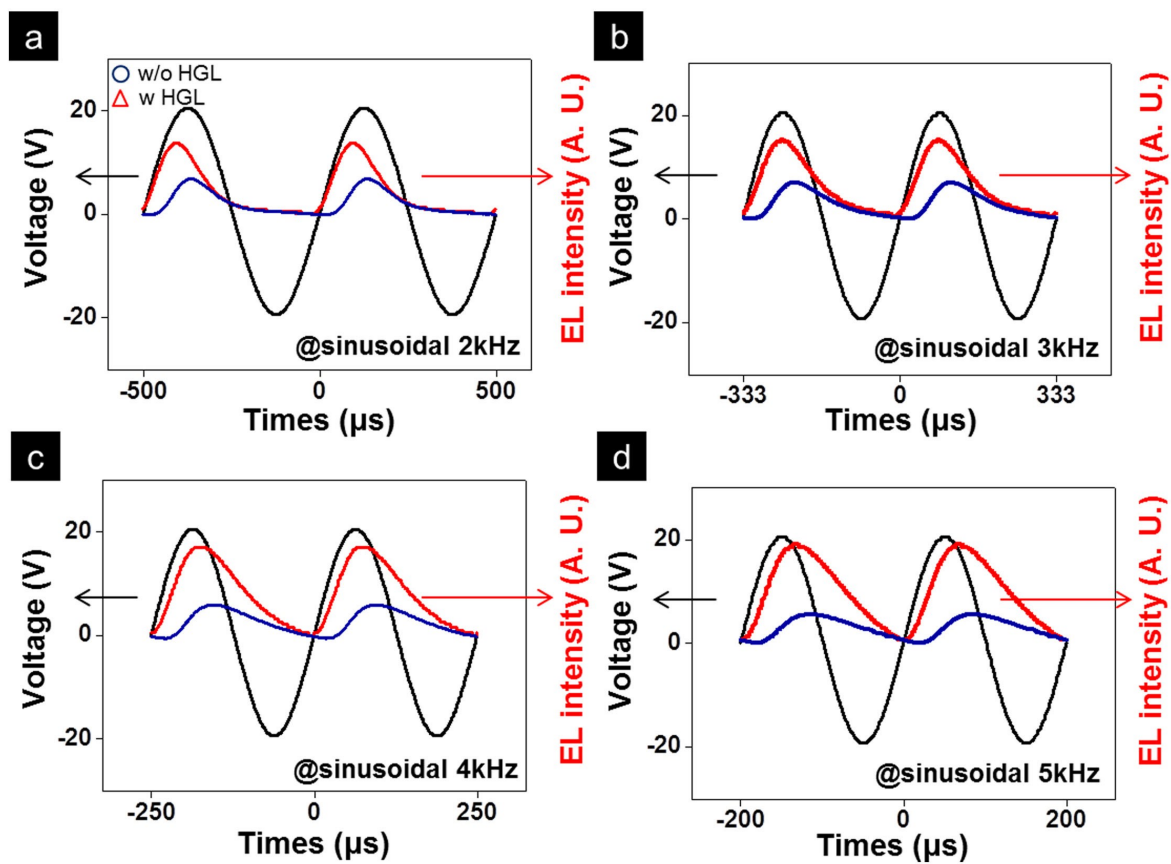 a
w/o HGL
w HGL
Voltage (V)
20
0
-20
EL intensity (A. U.)
@sinusoidal 2kHz
-500 0 500
Times (µs)
b
Voltage (V)
20
0
-20
EL intensity (A. U.)
@sinusoidal 3kHz
-333 0 333
Times (µs)
c
Voltage (V)
20
0
-20
EL intensity (A. U.)
@sinusoidal 4kHz
-250 0 250
Times (µs)
d
Voltage (V)
20
0
-20
EL intensity (A. U.)
@sinusoidal 5kHz
-200 0 200
Times (µs)